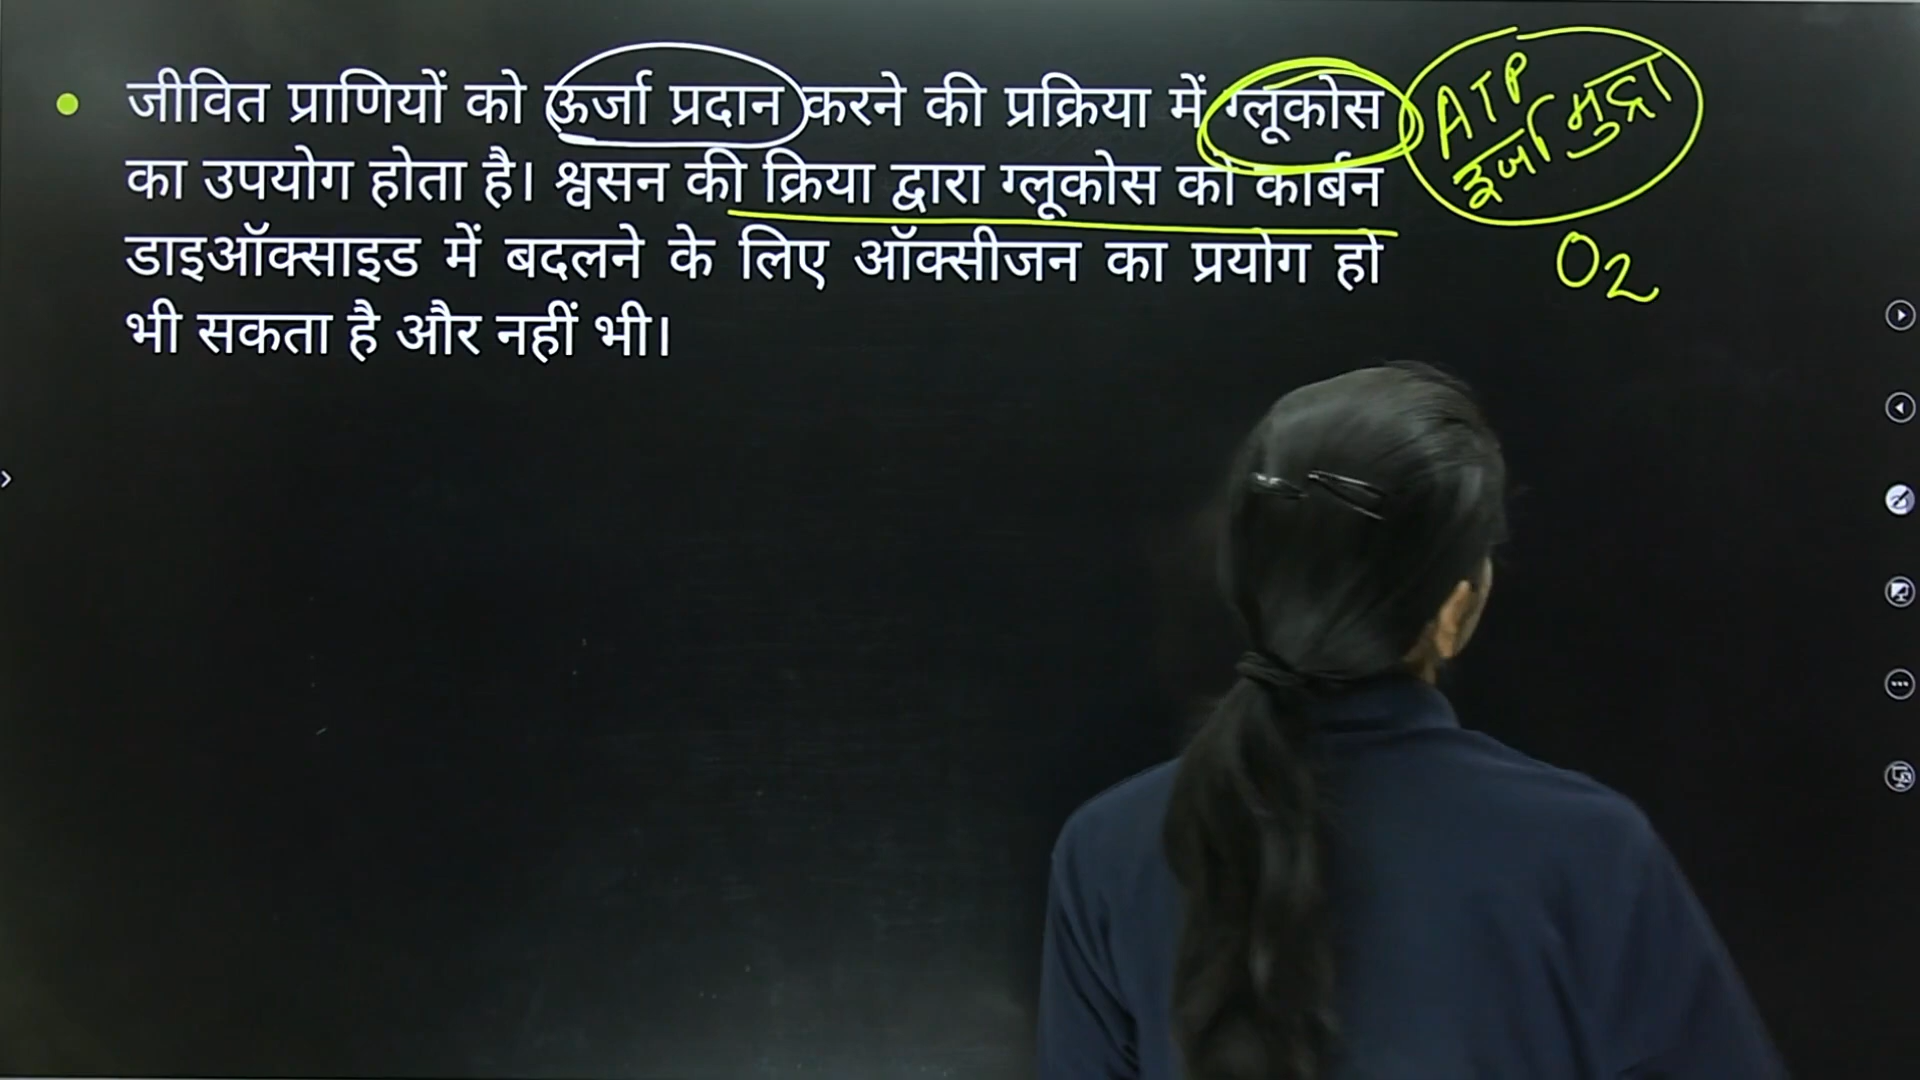 जीवित प्राणियों को ऊर्जा प्रदान करने की प्रक्रिया में ग्लूकोस
का उपयोग होता है। श्वसन की क्रिया द्वारा ग्लूकोस को कार्बन
डाइऑक्साइड में बदलने के लिए ऑक्सीजन का प्रयोग हो
भी सकता है और नहीं भी।
ATP
ऊर्जा मुद्रा
O2